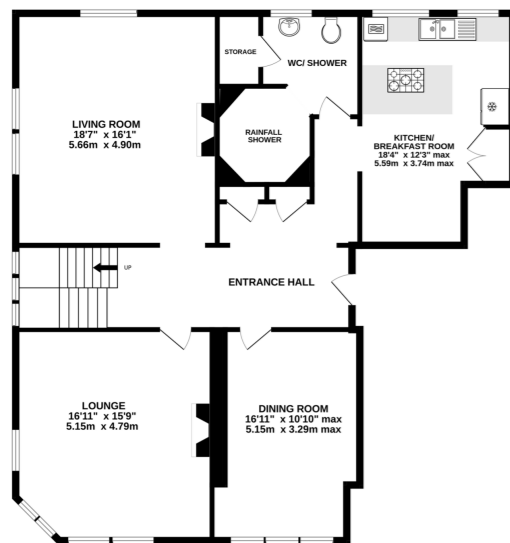 STORAGE
WC/ SHOWER
LIVING ROOM
18'7" x 16'1"
5.66m x 4.90m
RAINFALL
SHOWER
KITCHEN/
BREAKFAST ROOM
18'4" x 12'3" max
5.59m x 3.74m max
UP
ENTRANCE HALL
LOUNGE
16'11" x 15'9"
5.15m x 4.79m
DINING ROOM
16'11" x 10'10" max
5.15m x 3.29m max